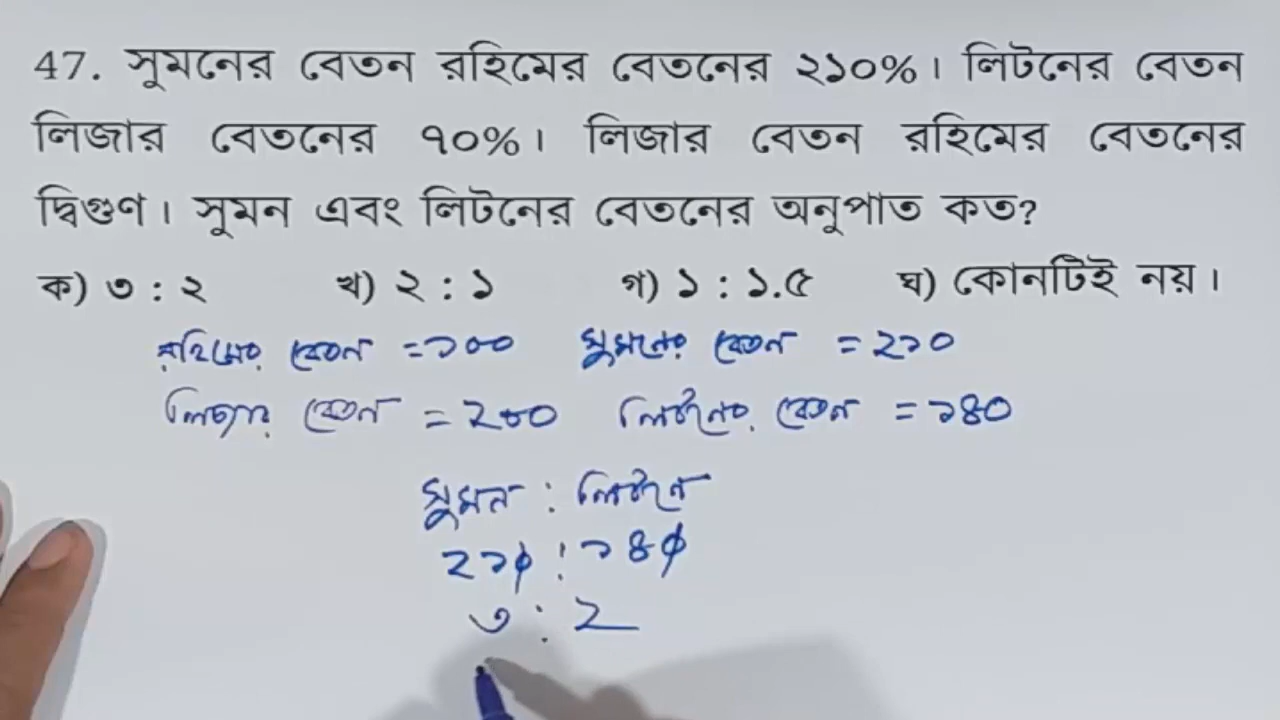 47. সুমনের বেতন রহিমের বেতনের ২১০%। লিটনের বেতন
লিজার বেতনের ৭০%। লিজার বেতন রহিমের বেতনের
দ্বিগুণ। সুমন এবং লিটনের বেতনের অনুপাত কত?
ক) ৩ : ২ খ) ২ : ১ গ) ১ : ১.৫ ঘ) কোনটিই নয়।
রহিমের বেতন = ১০০ সুমনের বেতন = ২১০
লিজার বেতন = ২০০ লিটনের বেতন = ১৪০
সুমন : লিটন
২১০ : ১৪০
৩ : ২